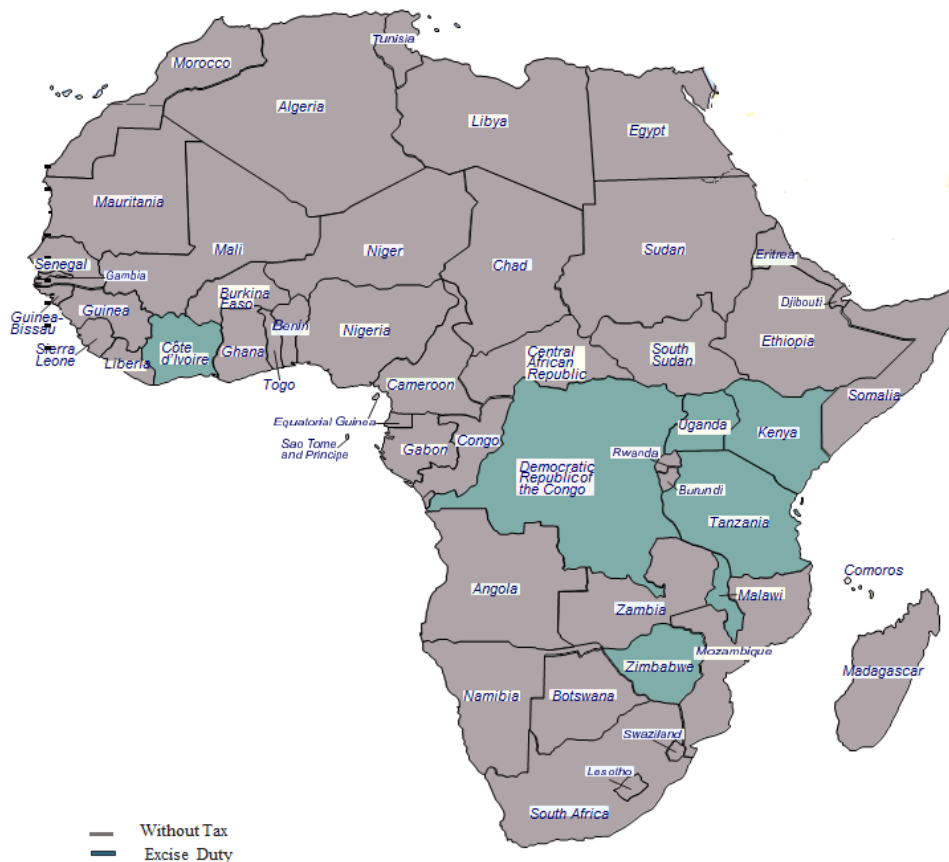 Tunisia
Morocco
Algeria
Libya
Egypt
Mauritania
Mali
Niger
Chad
Sudan
Eritrea
Senegal
Gambia
Djibouti
Guinea-
Bissau
Guinea
Burkina
Faso
Benin
Nigeria
Ethiopia
Sierra
Leone
Liberia
Côte
d'Ivoire
Ghana
Togo
Central
African
Republic
South
Sudan
Cameroon
Somalia
Equatorial Guinea
Sao Tome
and Principe
Gabon
Congo
Uganda
Kenya
Rwanda
Democratic
Republic of
the Congo
Burundi
Tanzania
Comoros
Angola
Zambia
Malawi
Mozambique
Zimbabwe
Madagascar
Namibia
Botswana
Swaziland
Lesotho
South Africa
Without Tax
Excise Duty